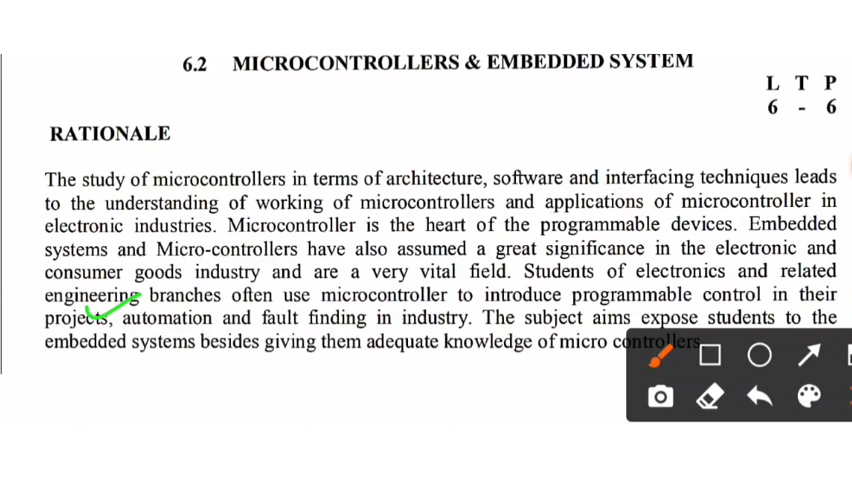 6.2 MICROCONTROLLERS & EMBEDDED SYSTEM
L T P
6 - 6
RATIONALE
The study of microcontrollers in terms of architecture, software and interfacing techniques leads
to the understanding of working of microcontrollers and applications of microcontroller in
electronic industries. Microcontroller is the heart of the programmable devices. Embedded
systems and Micro-controllers have also assumed a great significance in the electronic and
consumer goods industry and are a very vital field. Students of electronics and related
engineering branches often use microcontroller to introduce programmable control in their
projects, automation and fault finding in industry. The subject aims expose students to the
embedded systems besides giving them adequate knowledge of micro controllers